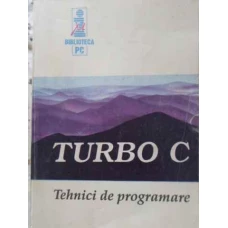 BIBLIOTECA
PC
TURBO C
Tehnici de programare